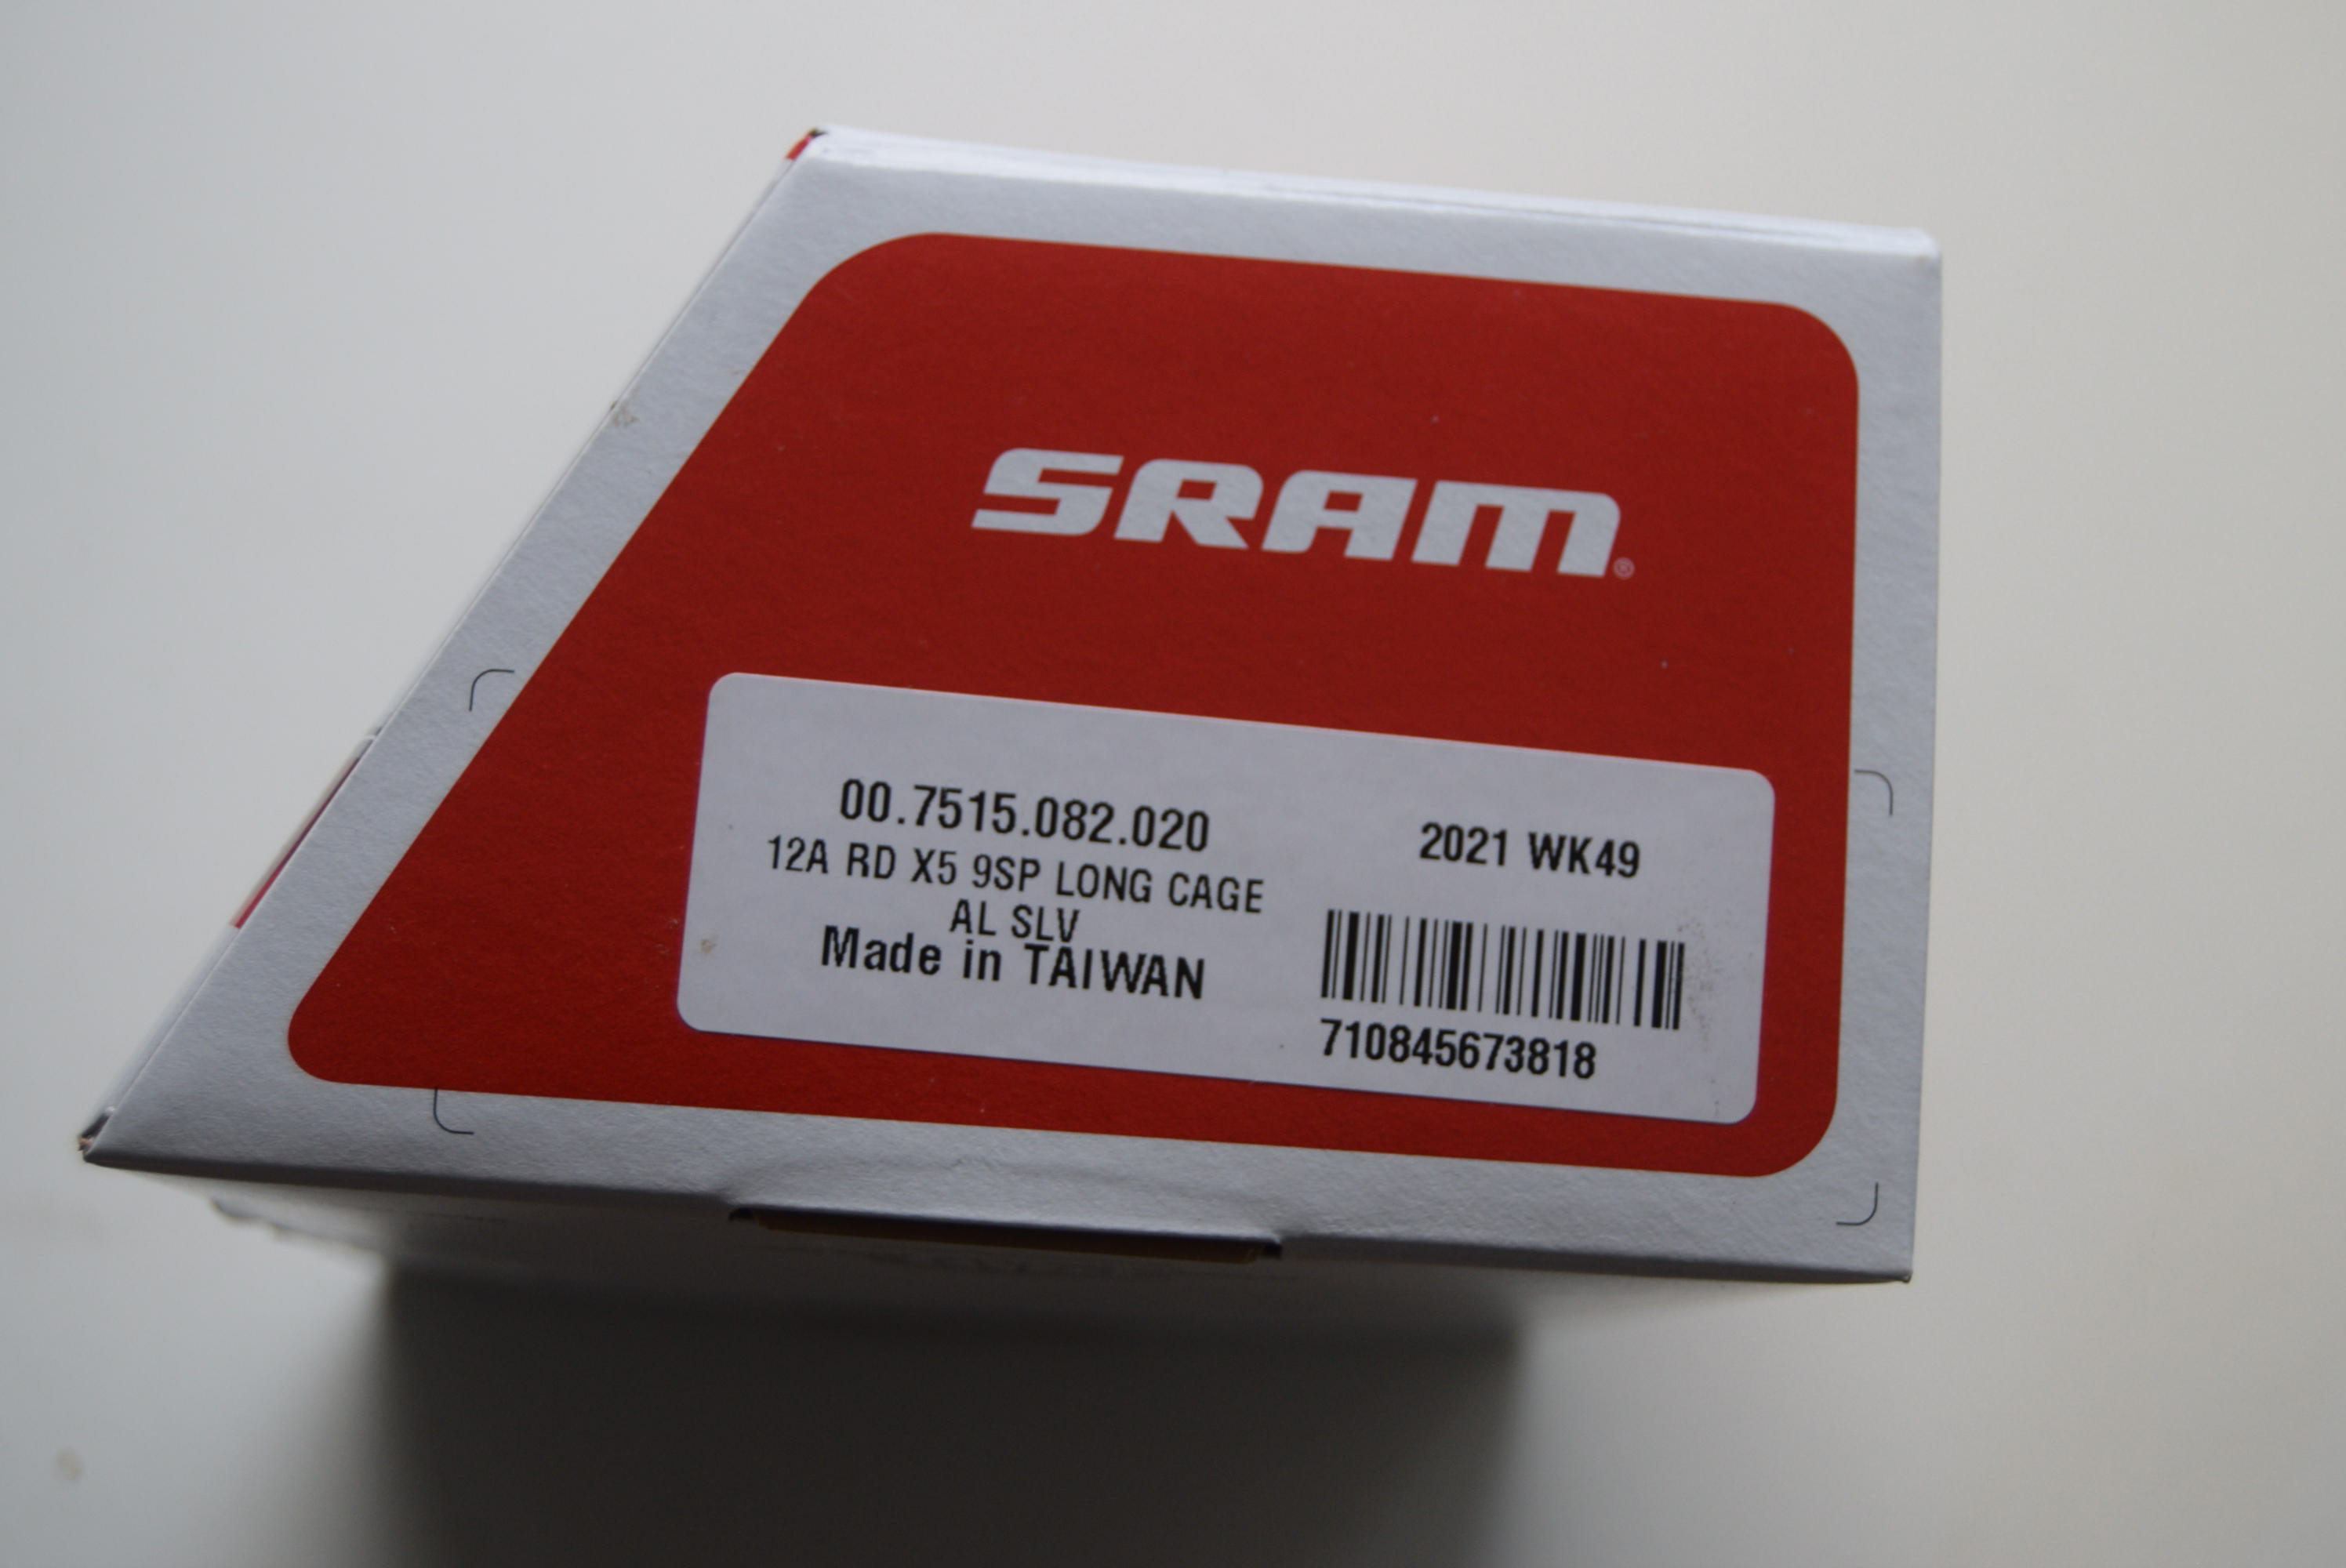 SRAM®
00.7515.082.020
12A RD X5 9SP LONG CAGE
AL SLV
Made in TAIWAN
2021 WK49
710845673818